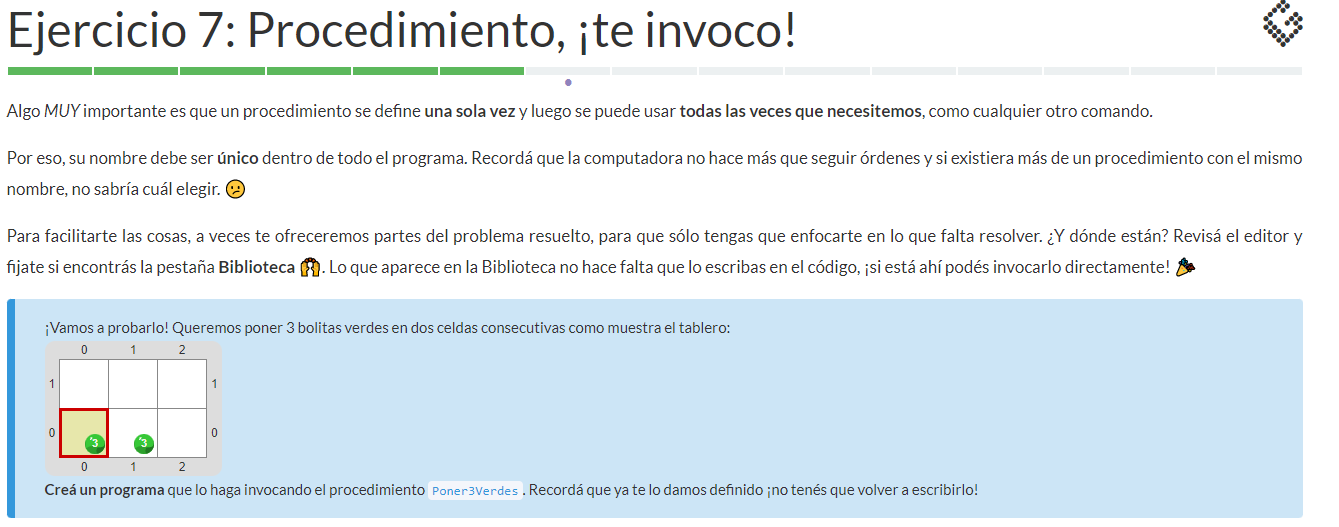 Ejercicio 7: Procedimiento, ¡te invoco!
Algo MUY importante es que un procedimiento se define una sola vez y luego se puede usar todas las veces que necesitemos, como cualquier otro comando.
Por eso, su nombre debe ser único dentro de todo el programa. Recordá que la computadora no hace más que seguir órdenes y si existiera más de un procedimiento con el mismo
nombre, no sabría cuál elegir. 😕
Para facilitarte las cosas, a veces te ofreceremos partes del problema resuelto, para que sólo tengas que enfocarte en lo que falta resolver. ¿Y dónde están? Revisá el editor y
fijate si encontrás la pestaña Biblioteca 🙌. Lo que aparece en la Biblioteca no hace falta que lo escribas en el código, ¡si está ahí podés invocarlo directamente! 🎉
¡Vamos a probarlo! Queremos poner 3 bolitas verdes en dos celdas consecutivas como muestra el tablero:
0 1 2
1 1
0 3 3 0
0 1 2
Creá un programa que lo haga invocando el procedimiento Poner3Verdes. Recordá que ya te lo damos definido ¡no tenés que volver a escribirlo!